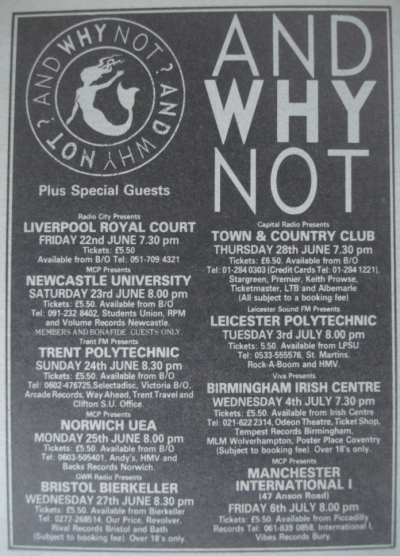 AND WHY NOT? AND WHY NOT?
AND
WHY
NOT
Plus Special Guests
Radio City Presents
LIVERPOOL ROYAL COURT
FRIDAY 22nd JUNE 7.30 pm
Tickets: £5.50
Available from B/O Tel: 051-709 4321
MCP Presents
NEWCASTLE UNIVERSITY
SATURDAY 23rd JUNE 8.00 pm
Tickets: £5.50. Available from B/O
Tel: 091-232 8402, Students Union, RPM
and Volume Records Newcastle.
MEMBERS AND BONAFIDE GUESTS ONLY.
Trent FM Presents
TRENT POLYTECHNIC
SUNDAY 24th JUNE 8.30 pm
Tickets: £5.50. Available from B/O,
Tel: 0602-476725, Selectadisc, Victoria B/O,
Arcade Records, Way Ahead, Trent Travel and
Clifton S.U. Office.
MCP Presents
NORWICH UEA
MONDAY 25th JUNE 8.00 pm
Tickets: £5.50. Available from B/O
Tel: 0603-505401, Andy's, HMV and
Backs Records Norwich.
GWR Radio Presents
BRISTOL BIERKELLER
WEDNESDAY 27th JUNE 8.30 pm
Tickets: £5.50. Available from Bierkeller
Tel: 0272-268514, Our Price, Revolver,
Rival Records Bristol and Bath
(Subject to booking fee) Over 18's only.
Capital Radio Presents
TOWN & COUNTRY CLUB
THURSDAY 28th JUNE 7.30 pm
Tickets: £6.50. Available from B/O
Tel: 01-284 0303 (Credit Cards Tel: 01-284 1221),
Stargreen, Premier, Keith Prowse,
Ticketmaster, LTB and Albemarle
(All subject to a booking fee)
Leicester Sound FM Presents
LEICESTER POLYTECHNIC
TUESDAY 3rd JULY 8.00 pm
Tickets: 5.50. Available from LPSU
Tel: 0533-555576, St. Martins,
Rock-A-Boom and HMV.
Viva Presents
BIRMINGHAM IRISH CENTRE
WEDNESDAY 4th JULY 7.30 pm
Tickets: £5.50. Available from Irish Centre
Tel: 021-622 2314, Odeon Theatre, Ticket Shop,
Tempest Records Birmingham,
MLM Wolverhampton, Poster Place Coventry
(Subject to booking fee). Over 18's only.
MCP Presents
MANCHESTER
INTERNATIONAL I
(47 Anson Road)
FRIDAY 6th JULY 8.00 pm
Tickets: £5.50. Available from Piccadilly
Records Tel: 061-839 0858, International I,
Vibes Records Bury.